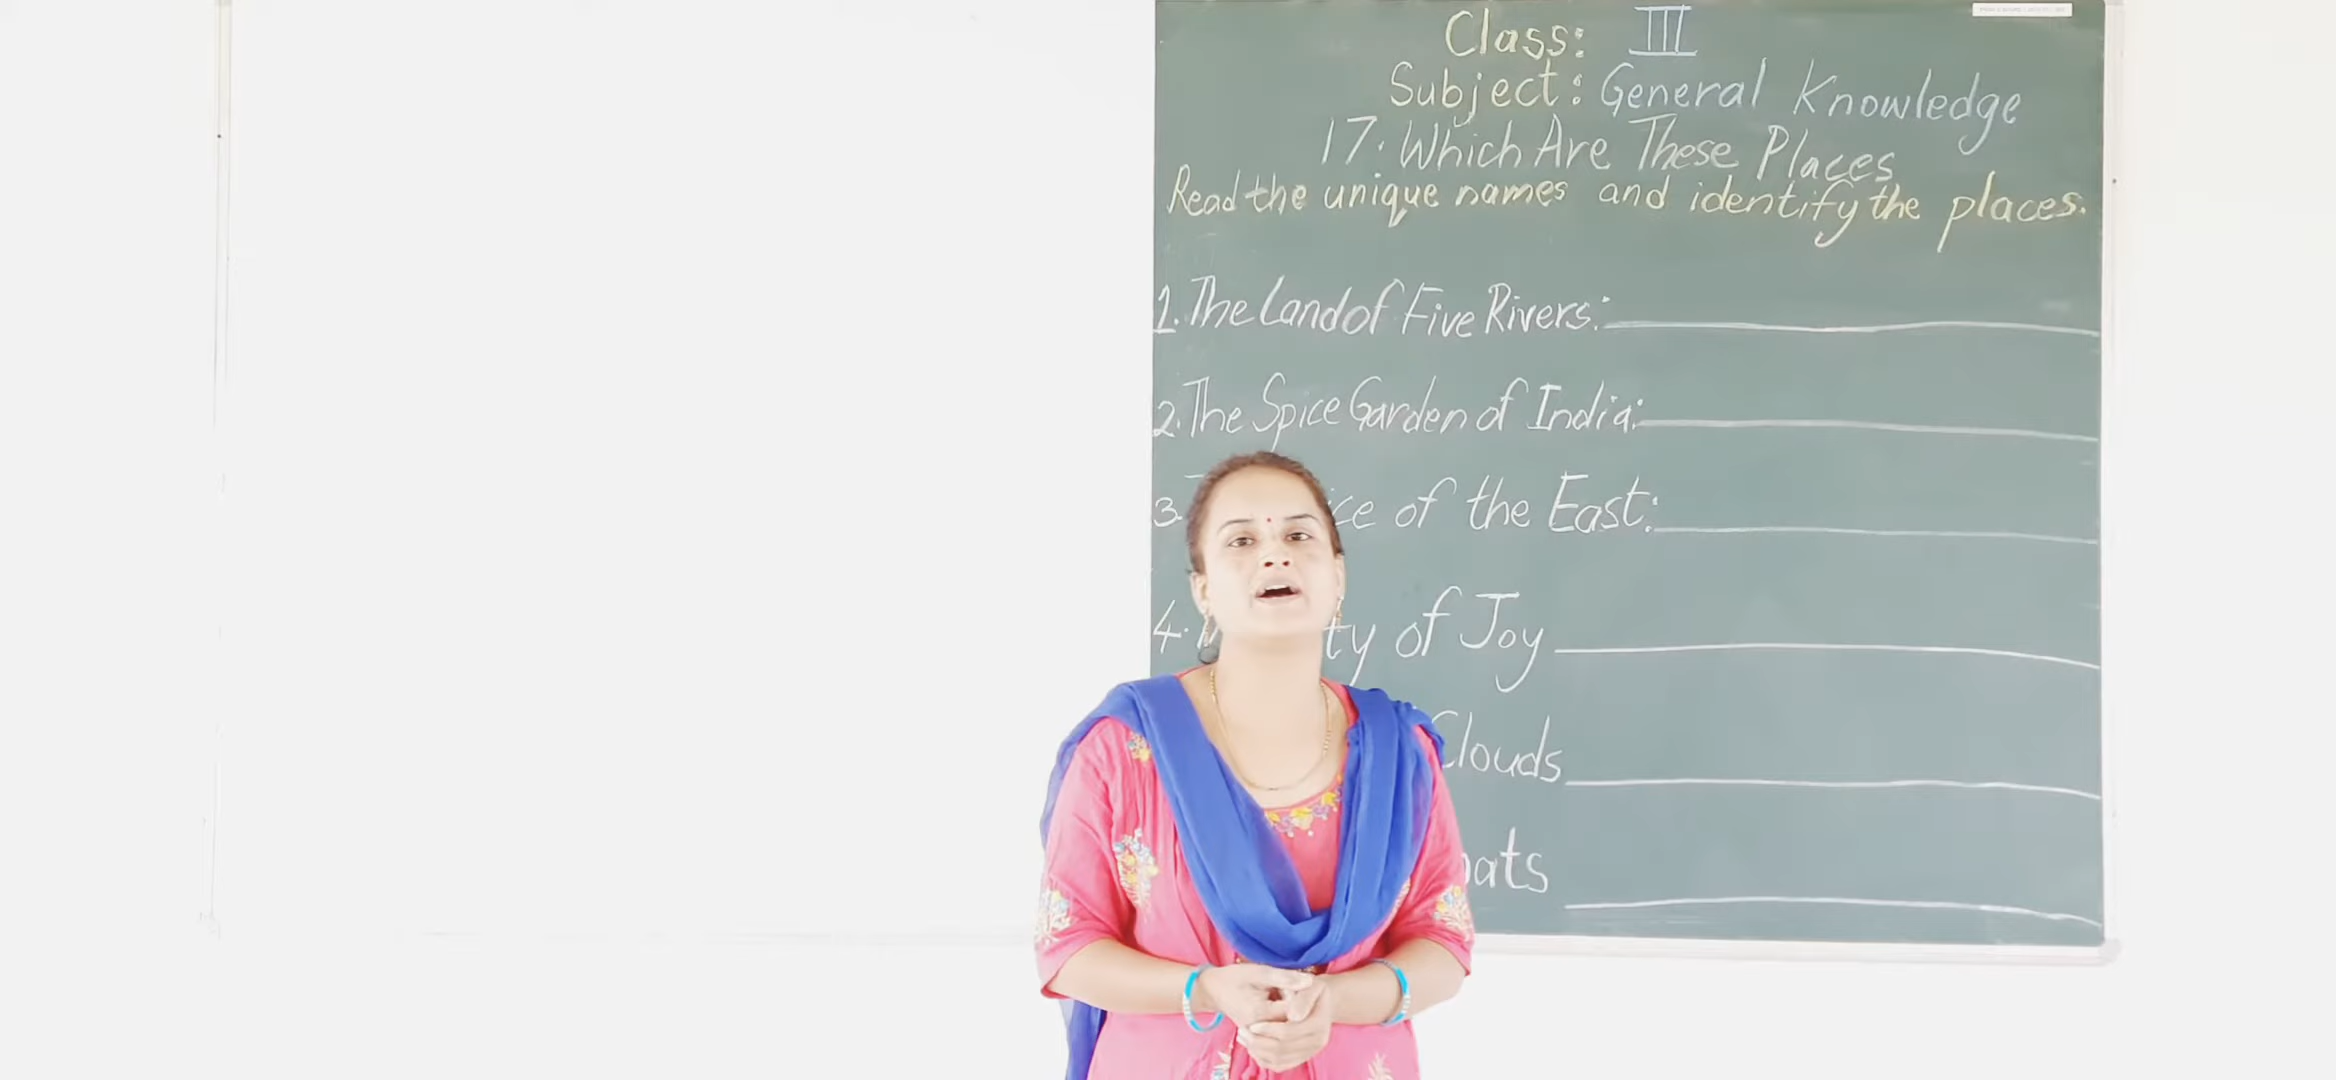 Class: III
Subject: General Knowledge
17. Which Are These Places
Read the unique names and identify the places.
1. The Land of Five Rivers:
2. The Spice Garden of India:
3. of the East:
4. of Joy
Clouds